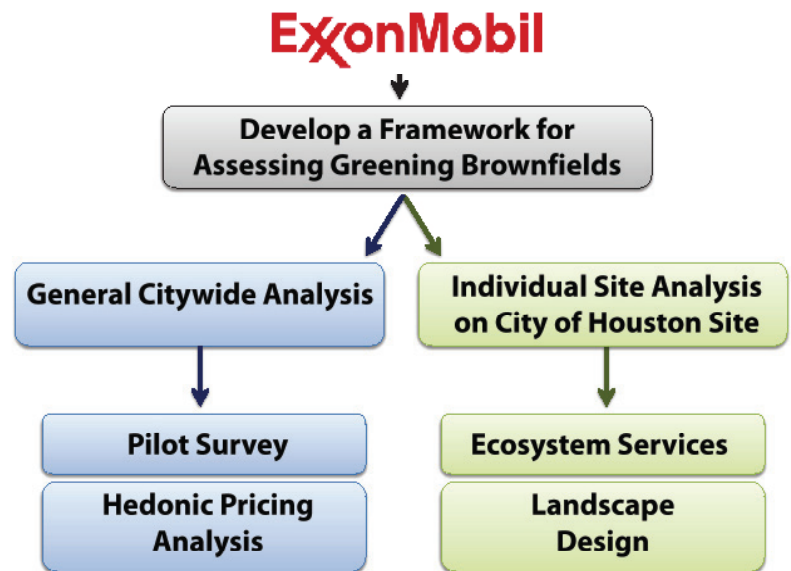 ExxonMobil
Develop a Framework for
Assessing Greening Brownfields
General Citywide Analysis
Individual Site Analysis
on City of Houston Site
Pilot Survey
Hedonic Pricing
Analysis
Ecosystem Services
Landscape
Design